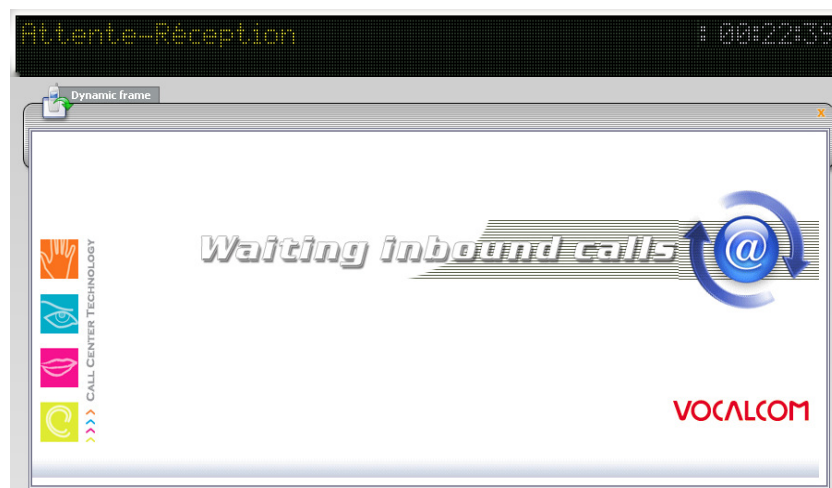 Attente-Réception : 00:22:39
Dynamic frame
x
Waiting inbound calls
@
CALL CENTER TECHNOLOGY
VOCALCOM